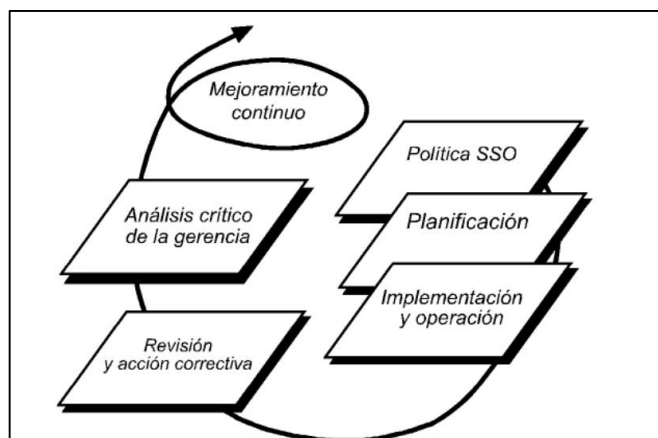 Mejoramiento
continuo
Política SSO
Planificación
Implementación
y operación
Revisión
y acción correctiva
Análisis crítico
de la gerencia